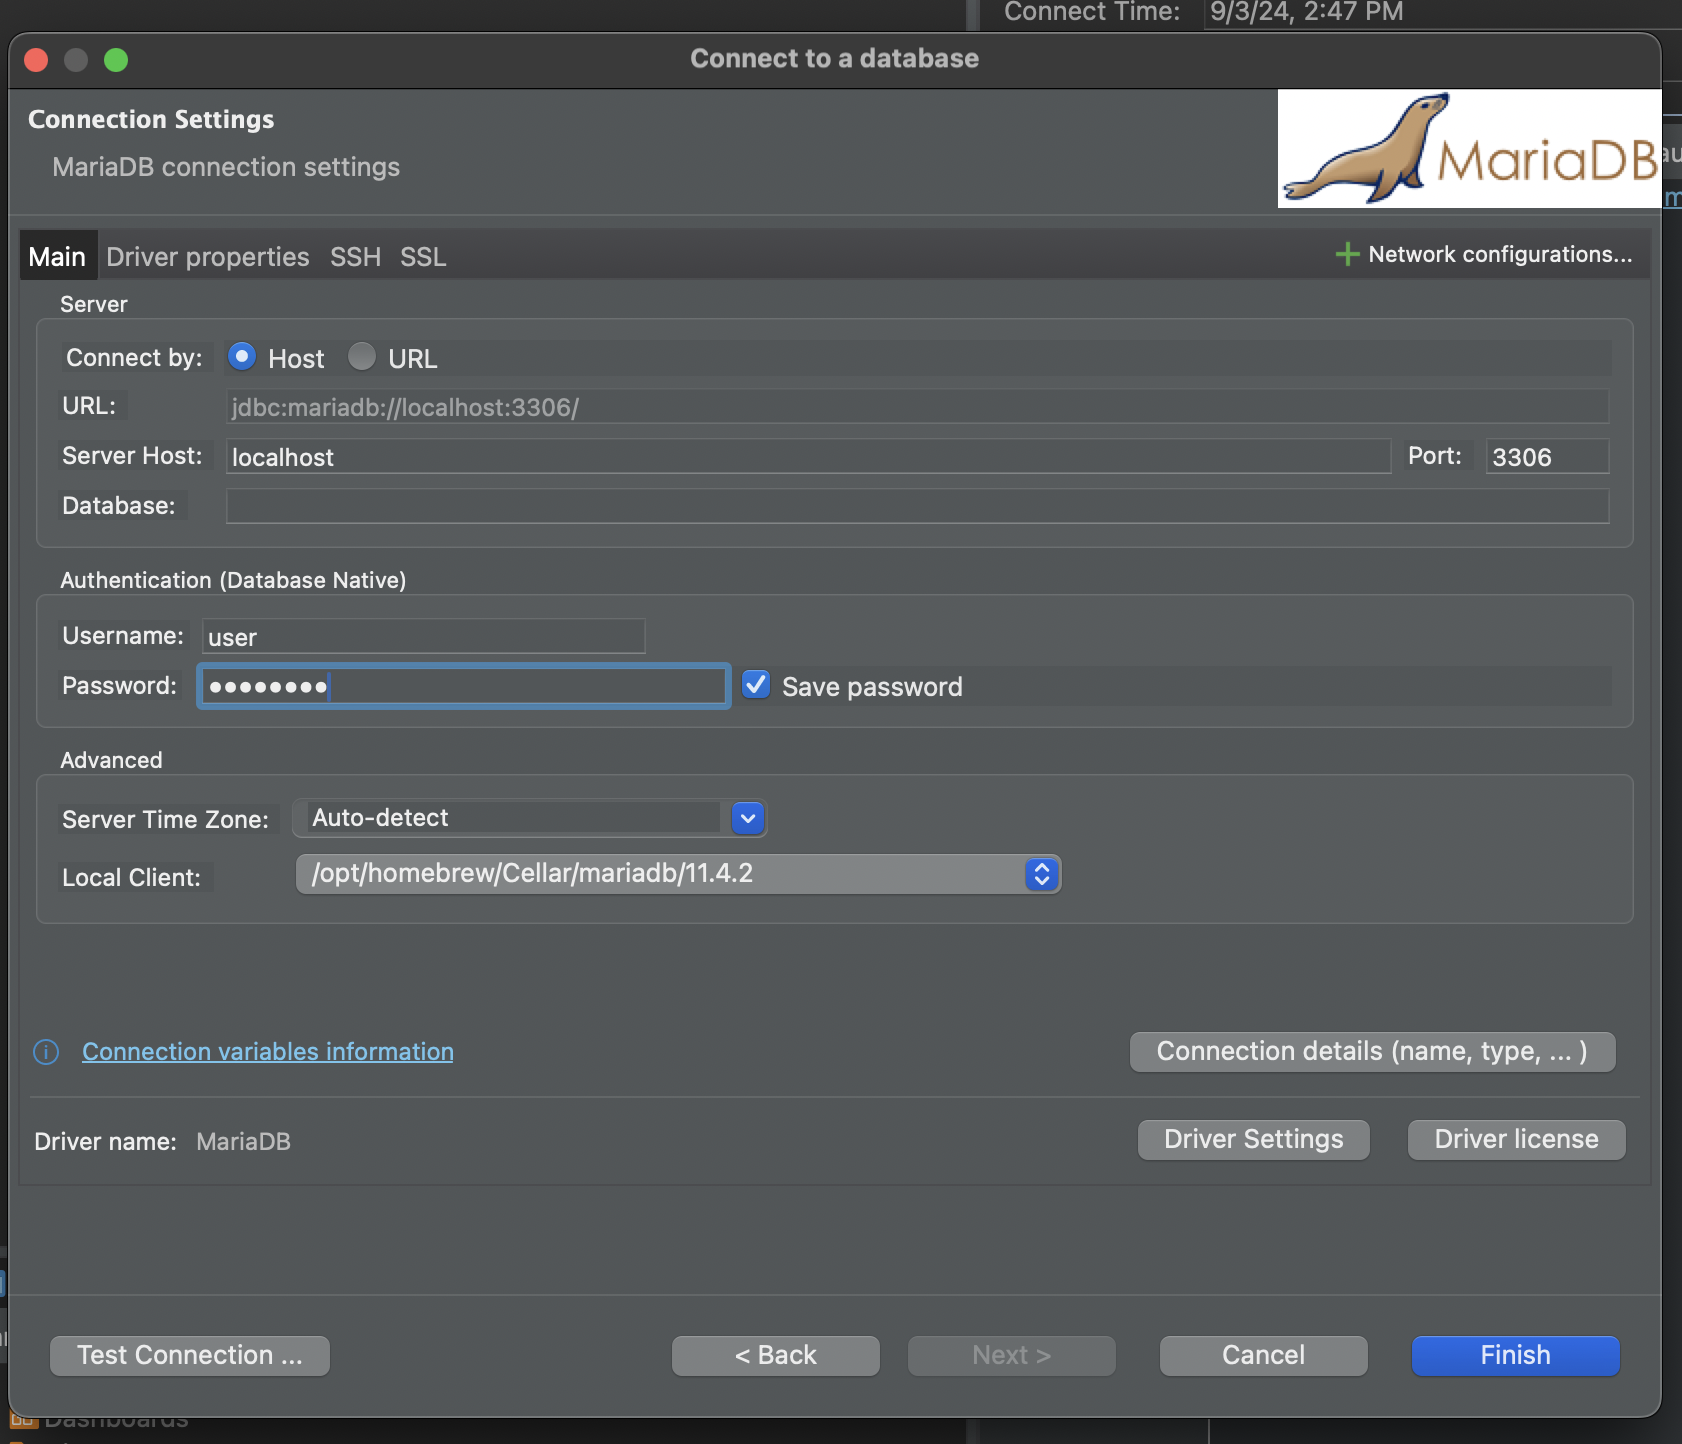 Connect Time: 9/3/24, 2:47 PM
Connect to a database
Connection Settings
MariaDB connection settings
MariaDB
Main Driver properties SSH SSL Network configurations...
Server
Connect by: Host URL
URL: jdbc:mariadb://localhost:3306/
Server Host: localhost Port: 3306
Database:
Authentication (Database Native)
Username: user
Password: ●●●●●●●● Save password
Advanced
Server Time Zone: Auto-detect
Local Client: /opt/homebrew/Cellar/mariadb/11.4.2
Connection variables information Connection details (name, type, ... )
Driver name: MariaDB Driver Settings Driver license
Test Connection ... < Back Next > Cancel Finish
Dashboards